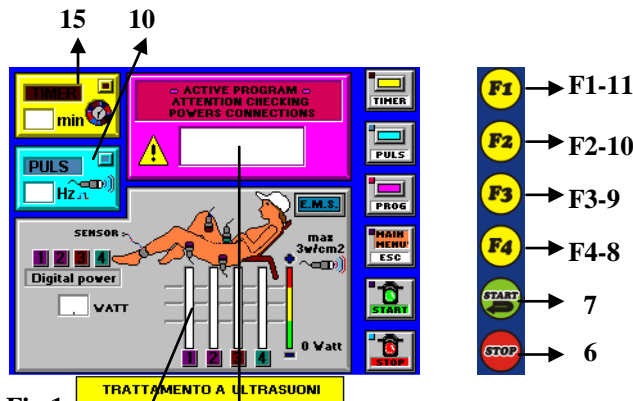 15
10
TIMER
min
ACTIVE PROGRAM
ATTENTION CHECKING
POWERS CONNECTIONS
TIMER
F1
F1-11
PULS
Hz
PULS
F2
F2-10
PROG
F3
F3-9
E.M.S.
SENSOR
max
3w/cm2
1 2 3 4
Digital power
WATT
MAIN
MENU'
ESC
F4
F4-8
START
START
7
0 Watt
1 2 3 4
STOP
STOP
6
TRATTAMENTO A ULTRASUONI